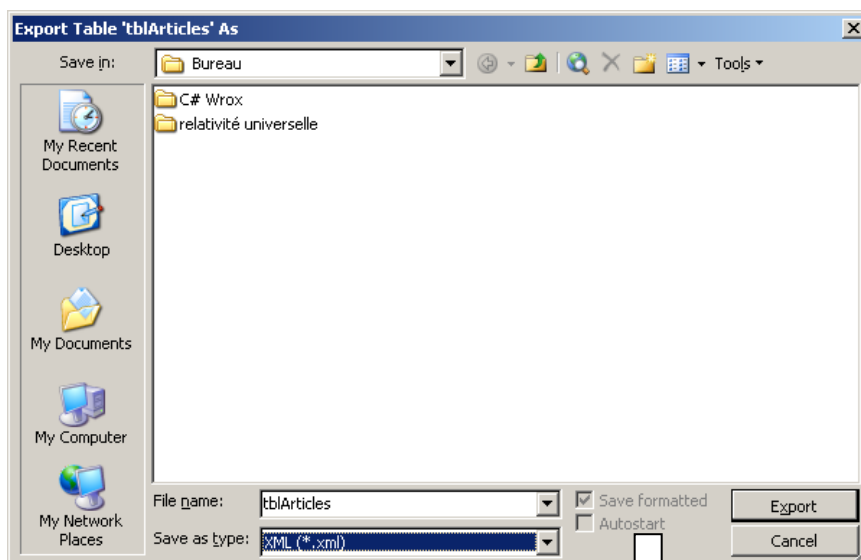 Export Table 'tblArticles' As
Save in:
Bureau
Tools
C# Wrox
relativité universelle
My Recent
Documents
Desktop
My Documents
My Computer
My Network
Places
File name:
tblArticles
Save formatted
Export
Autostart
Save as type:
XML (*.xml)
Cancel